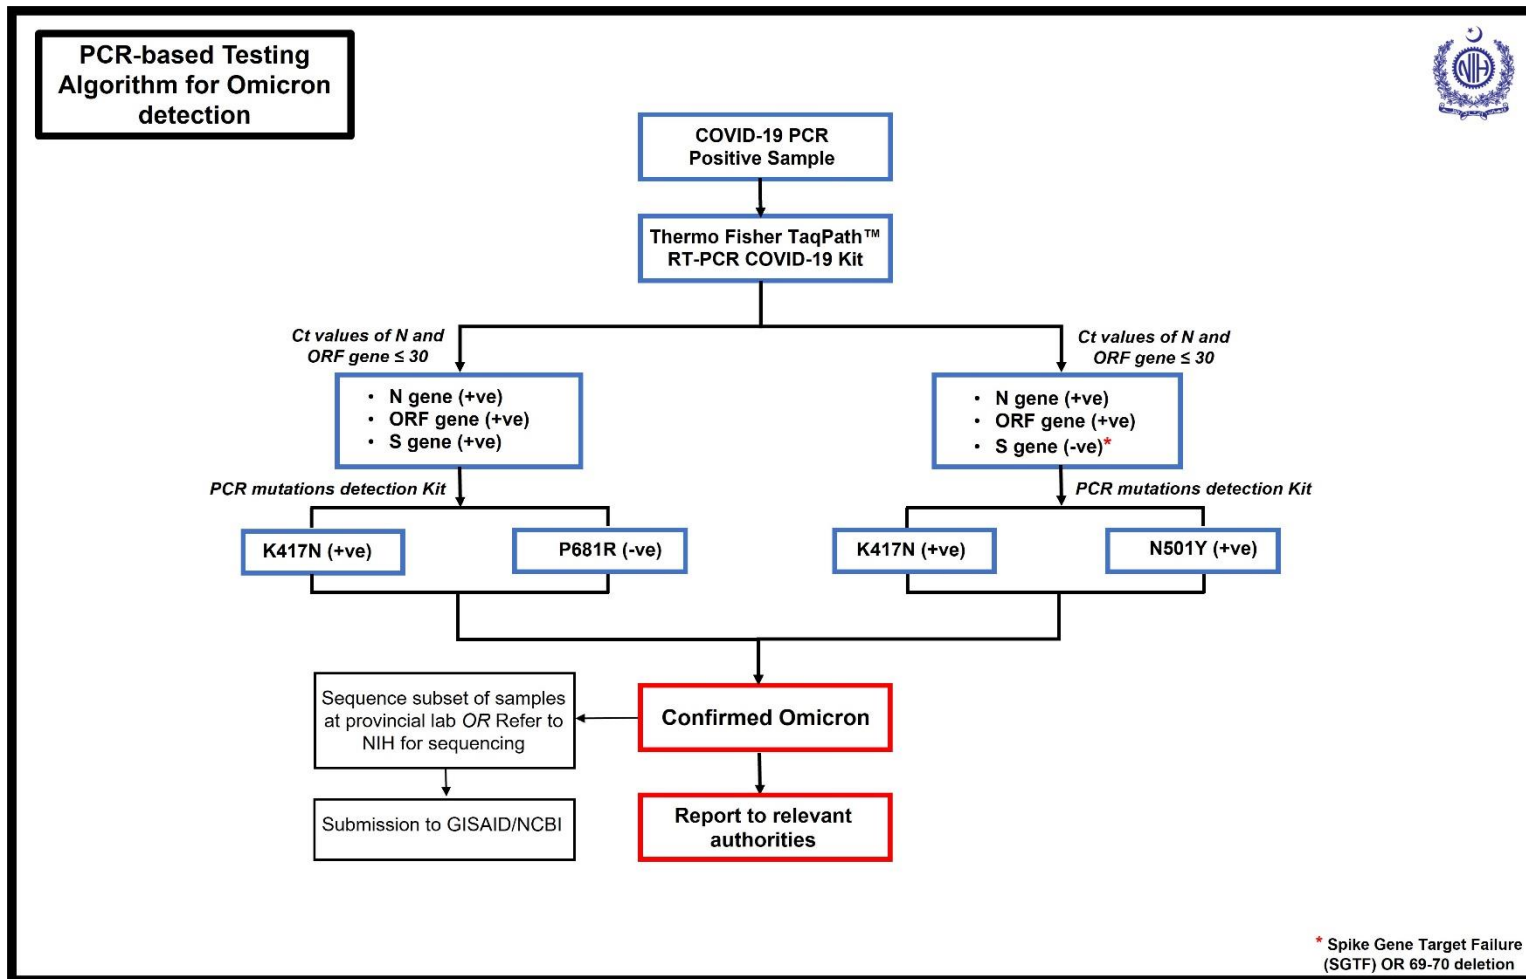 PCR-based Testing
Algorithm for Omicron
detection
NIH
COVID-19 PCR
Positive Sample
Thermo Fisher TaqPath™
RT-PCR COVID-19 Kit
Ct values of N and
ORF gene ≤ 30
Ct values of N and
ORF gene ≤ 30
• N gene (+ve)
• ORF gene (+ve)
• S gene (+ve)
• N gene (+ve)
• ORF gene (+ve)
• S gene (-ve)*
PCR mutations detection Kit
PCR mutations detection Kit
K417N (+ve)
P681R (-ve)
K417N (+ve)
N501Y (+ve)
Sequence subset of samples
at provincial lab OR Refer to
NIH for sequencing
Confirmed Omicron
Submission to GISAID/NCBI
Report to relevant
authorities
* Spike Gene Target Failure
(SGTF) OR 69-70 deletion